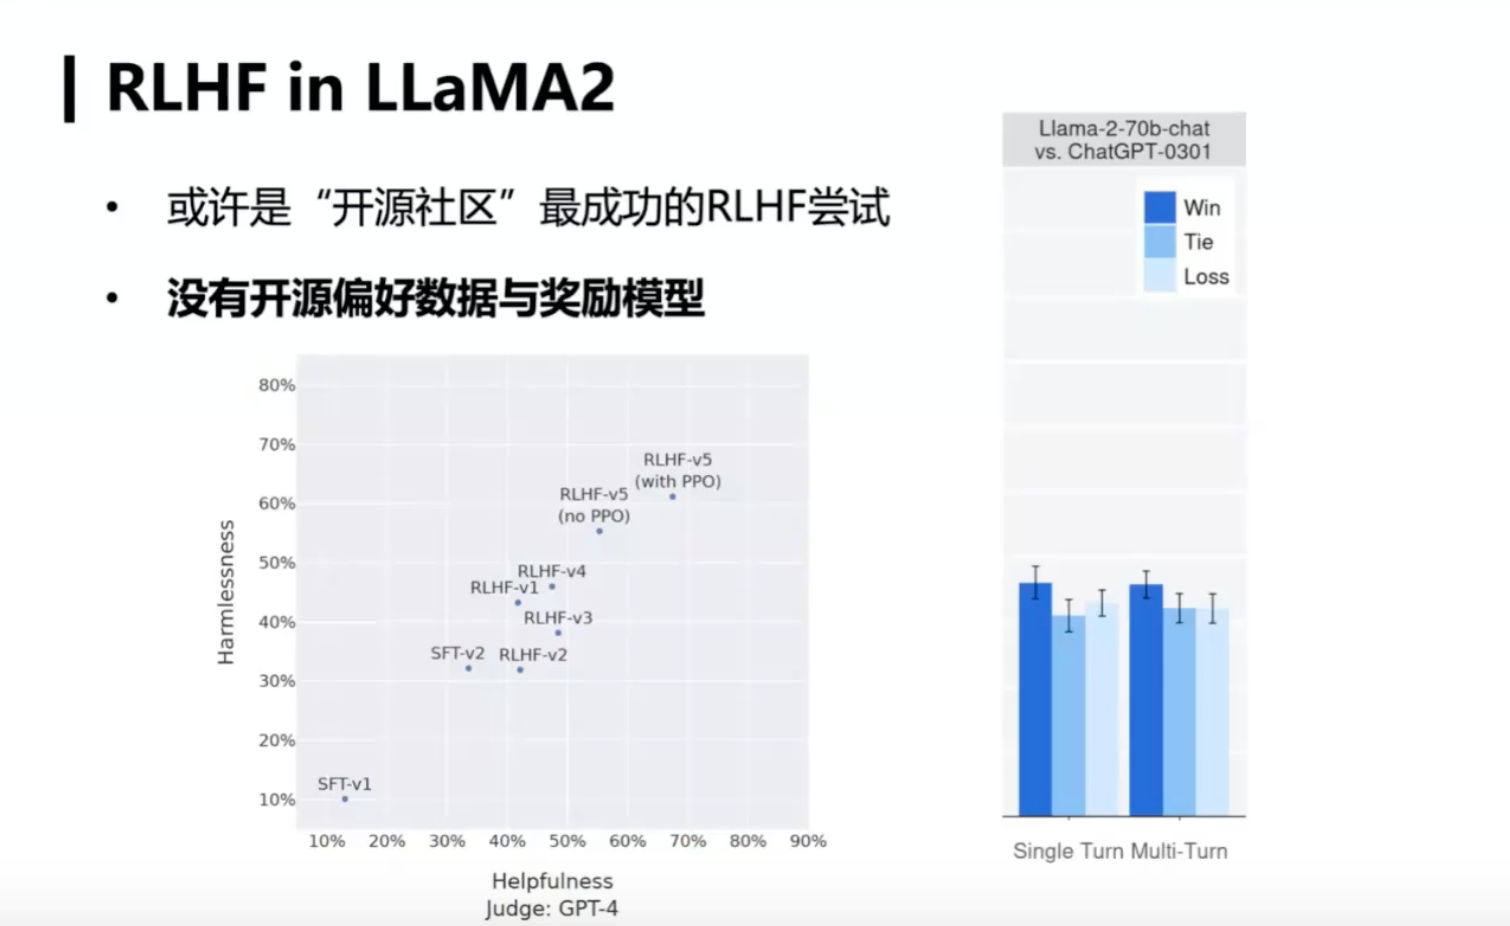 RLHF in LLaMA2
• 或许是“开源社区”最成功的RLHF尝试
• 没有开源偏好数据与奖励模型
80%
70%
60%
50%
40%
30%
20%
10%
Harmlessness
RLHF-v5
(with PPO)
RLHF-v5
(no PPO)
RLHF-v4
RLHF-v1
RLHF-v3
SFT-v2
RLHF-v2
SFT-v1
10% 20% 30% 40% 50% 60% 70% 80% 90%
Helpfulness
Judge: GPT-4
Llama-2-70b-chat
vs. ChatGPT-0301
Win
Tie
Loss
Single Turn Multi-Turn